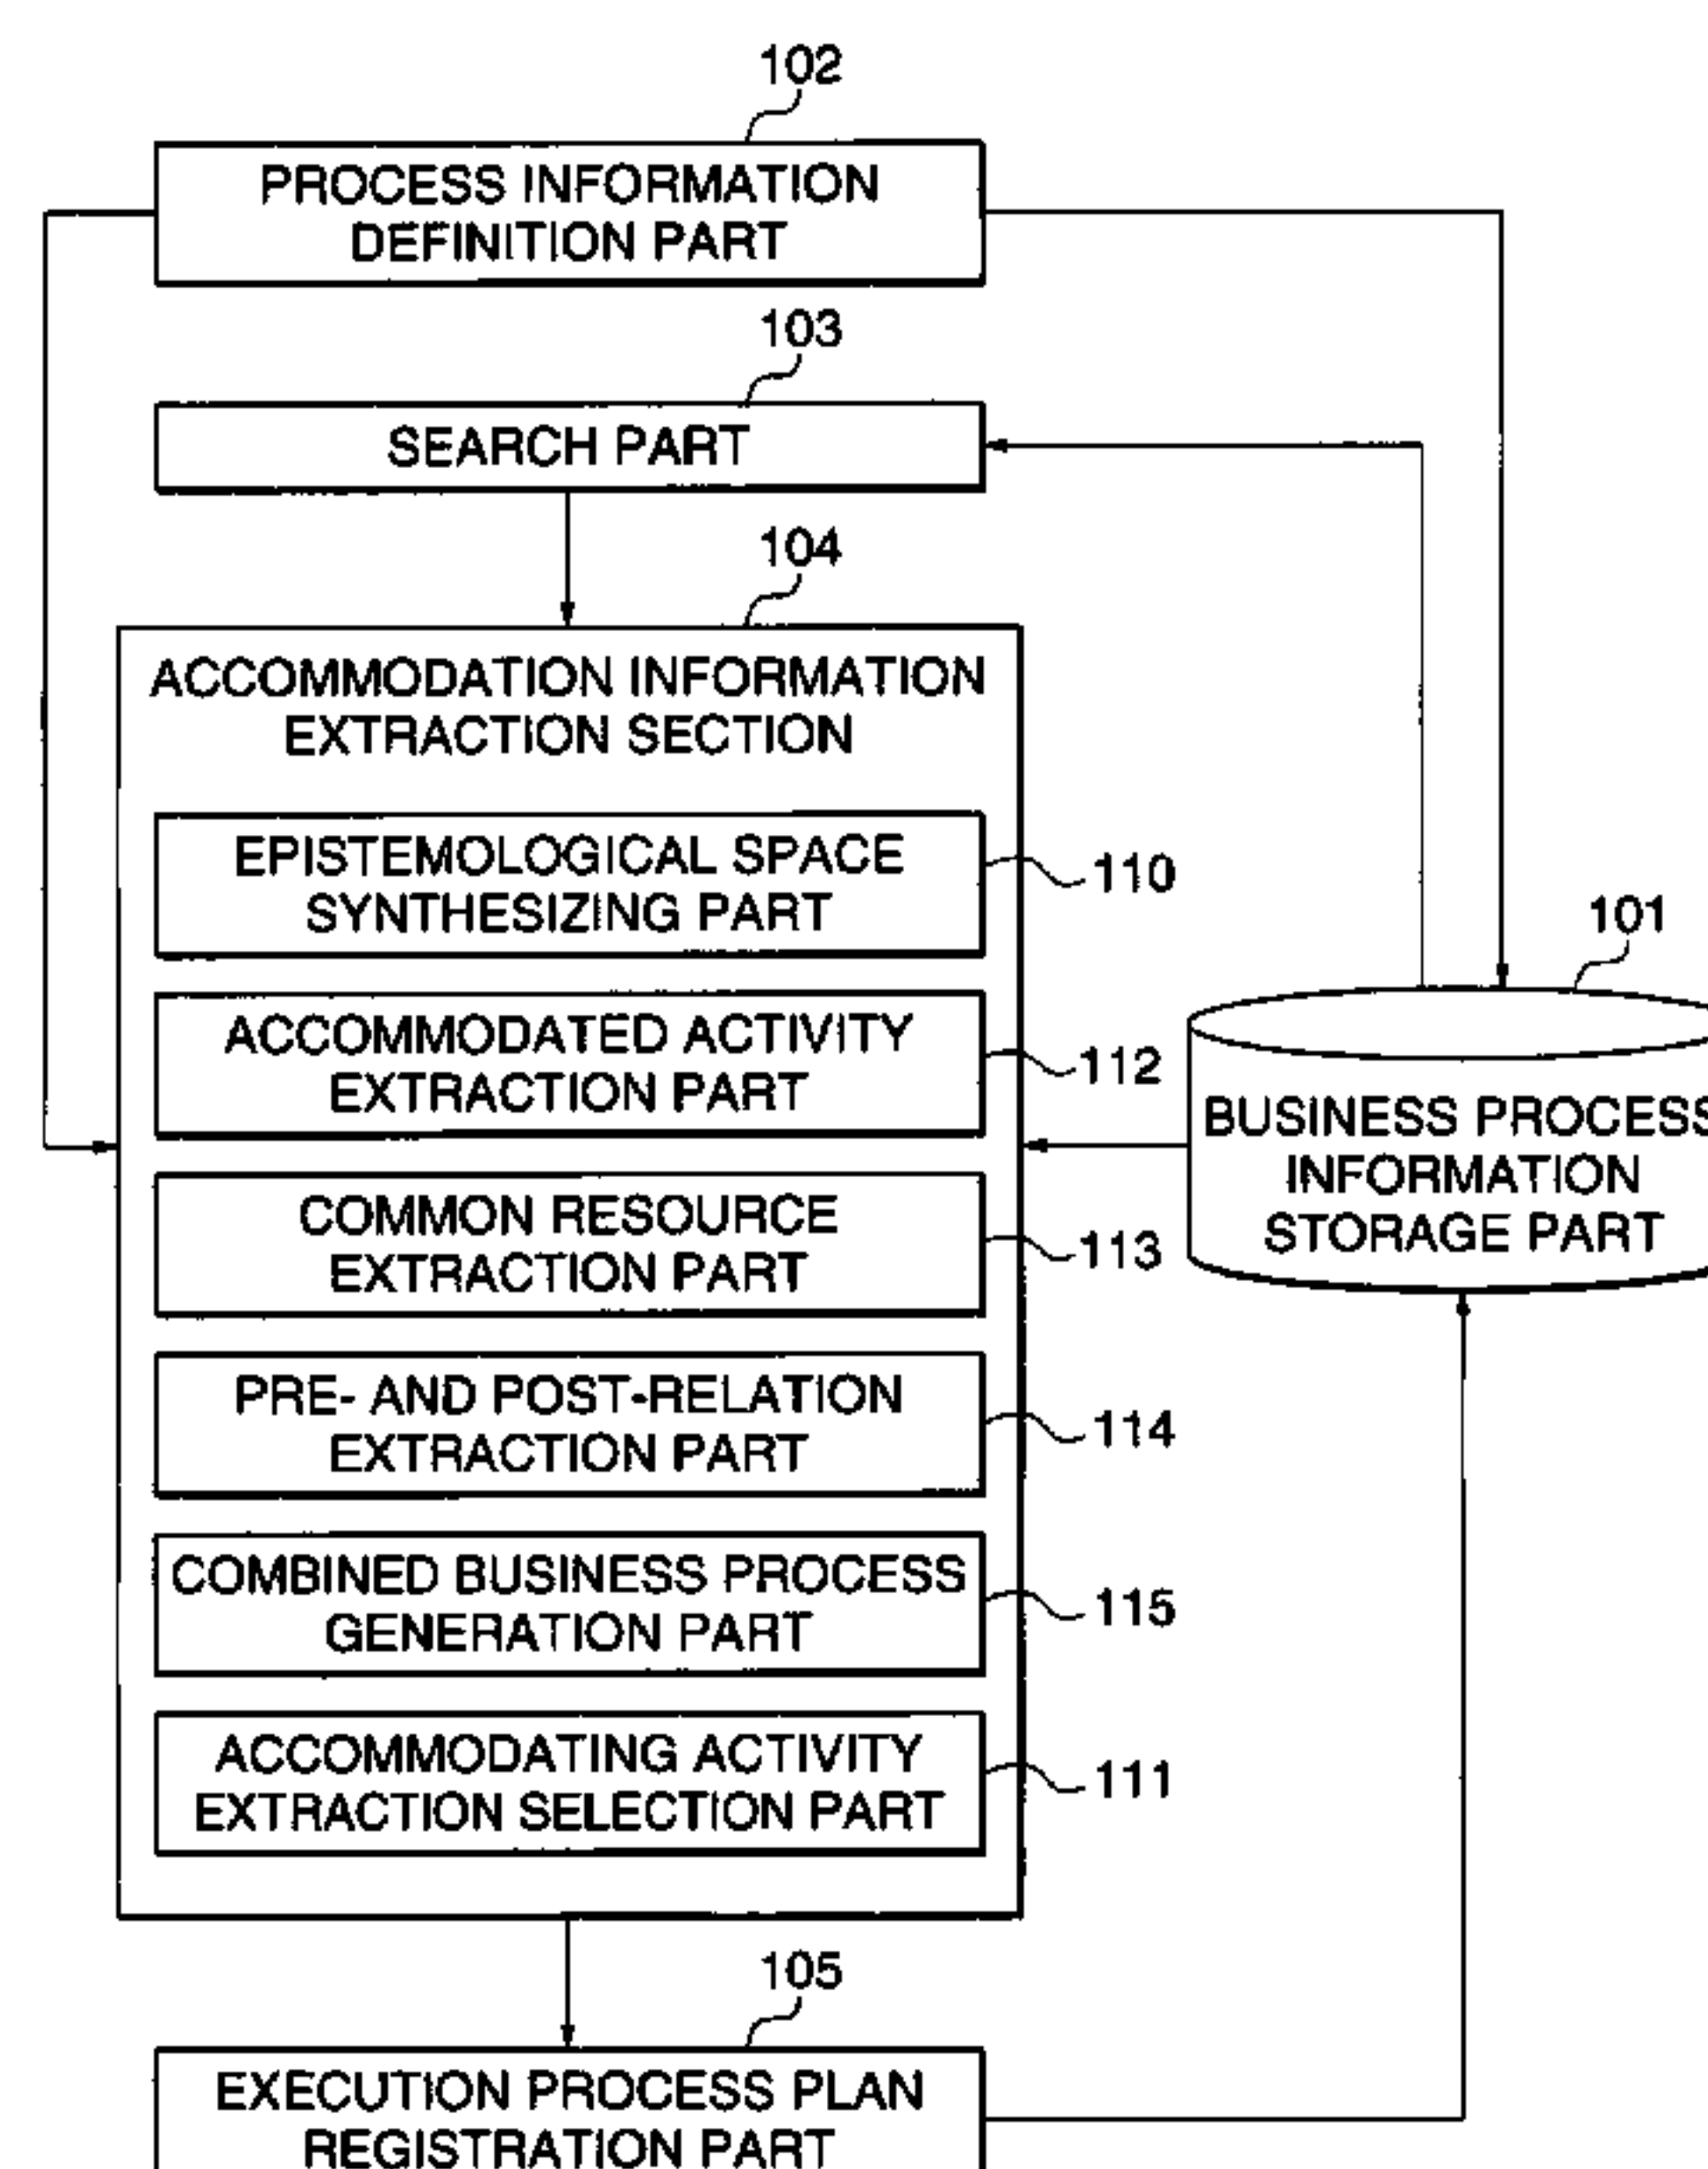 102
PROCESS INFORMATION
DEFINITION PART
103
SEARCH PART
104
ACCOMMODATION INFORMATION
EXTRACTION SECTION
EPISTEMOLOGICAL SPACE
SYNTHESIZING PART
110
ACCOMMODATED ACTIVITY
EXTRACTION PART
112
COMMON RESOURCE
EXTRACTION PART
113
PRE- AND POST-RELATION
EXTRACTION PART
114
COMBINED BUSINESS PROCESS
GENERATION PART
115
ACCOMMODATING ACTIVITY
EXTRACTION SELECTION PART
111
101
BUSINESS PROCESS
INFORMATION
STORAGE PART
105
EXECUTION PROCESS PLAN
REGISTRATION PART